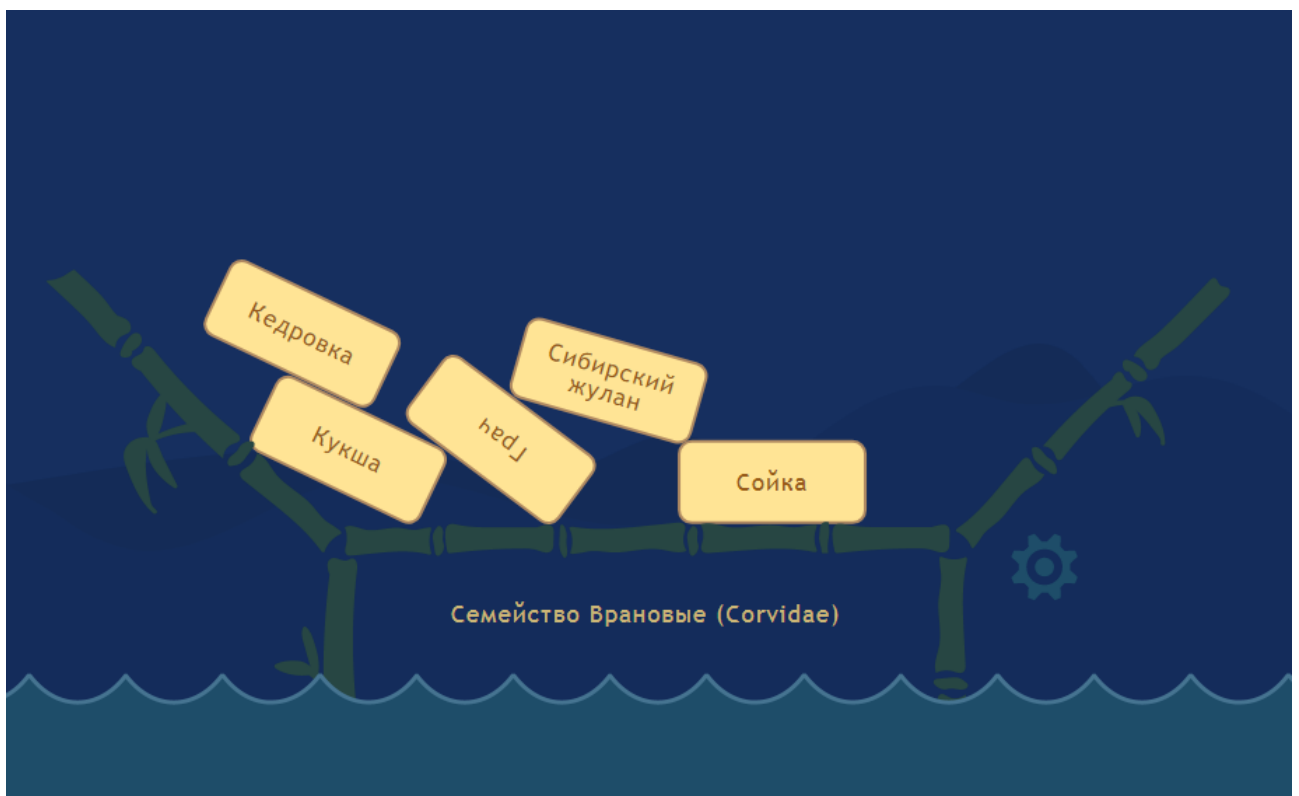 Кедровка
Сибирский
жулан
Грач
Кукша
Сойка
Семейство Врановые (Corvidae)